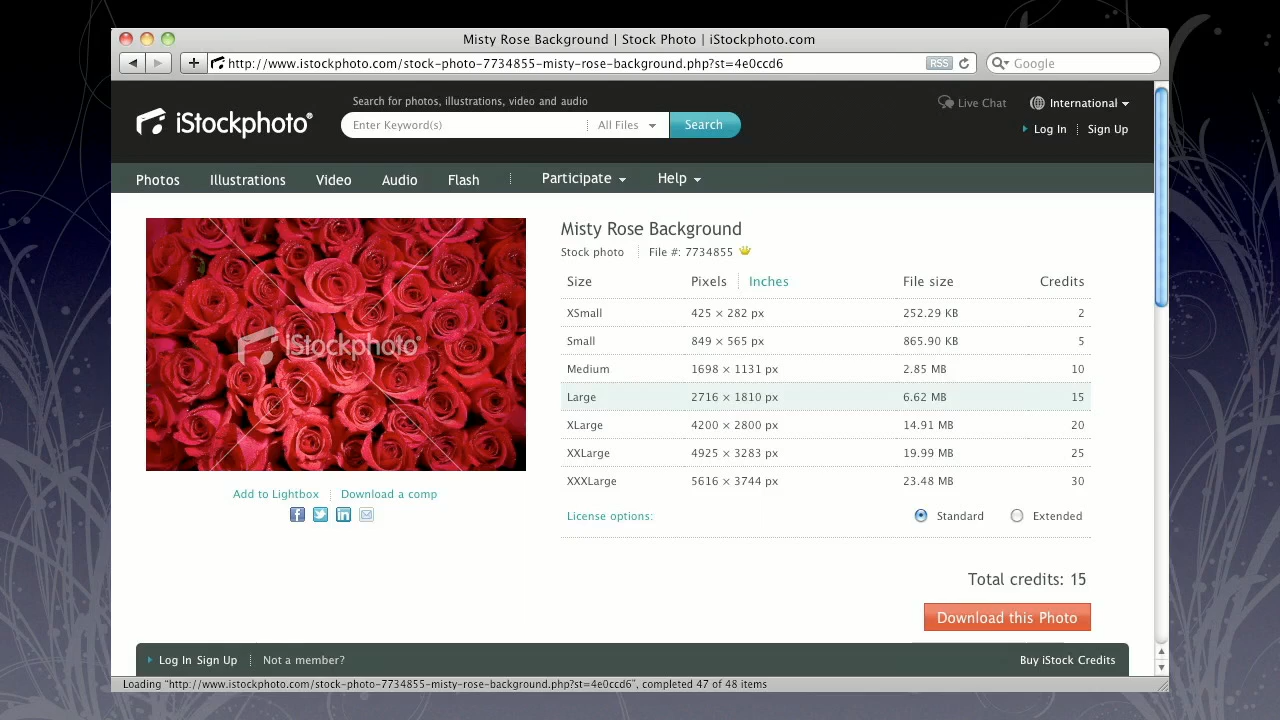 Misty Rose Background | Stock Photo | iStockphoto.com
http://www.istockphoto.com/stock-photo-7734855-misty-rose-background.php?st=4e0ccd6 RSS Google
Search for photos, illustrations, video and audio
Live Chat International
iStockphoto Enter Keyword(s) All Files Search
Log In Sign Up
Photos Illustrations Video Audio Flash Participate Help
Misty Rose Background
Stock photo File #: 7734855
Size Pixels Inches File size Credits
XSmall 425 × 282 px 252.29 KB 2
Small 849 × 565 px 865.90 KB 5
iStockphoto
Medium 1698 × 1131 px 2.85 MB 10
Large 2716 × 1810 px 6.62 MB 15
XLarge 4200 × 2800 px 14.91 MB 20
XXLarge 4925 × 3283 px 19.99 MB 25
XXXLarge 5616 × 3744 px 23.48 MB 30
Add to Lightbox Download a comp
License options: Standard Extended
Total credits: 15
Download this Photo
Log In Sign Up Not a member? Buy iStock Credits
Loading "http://www.istockphoto.com/stock-photo-7734855-misty-rose-background.php?st=4e0ccd6", completed 47 of 48 items